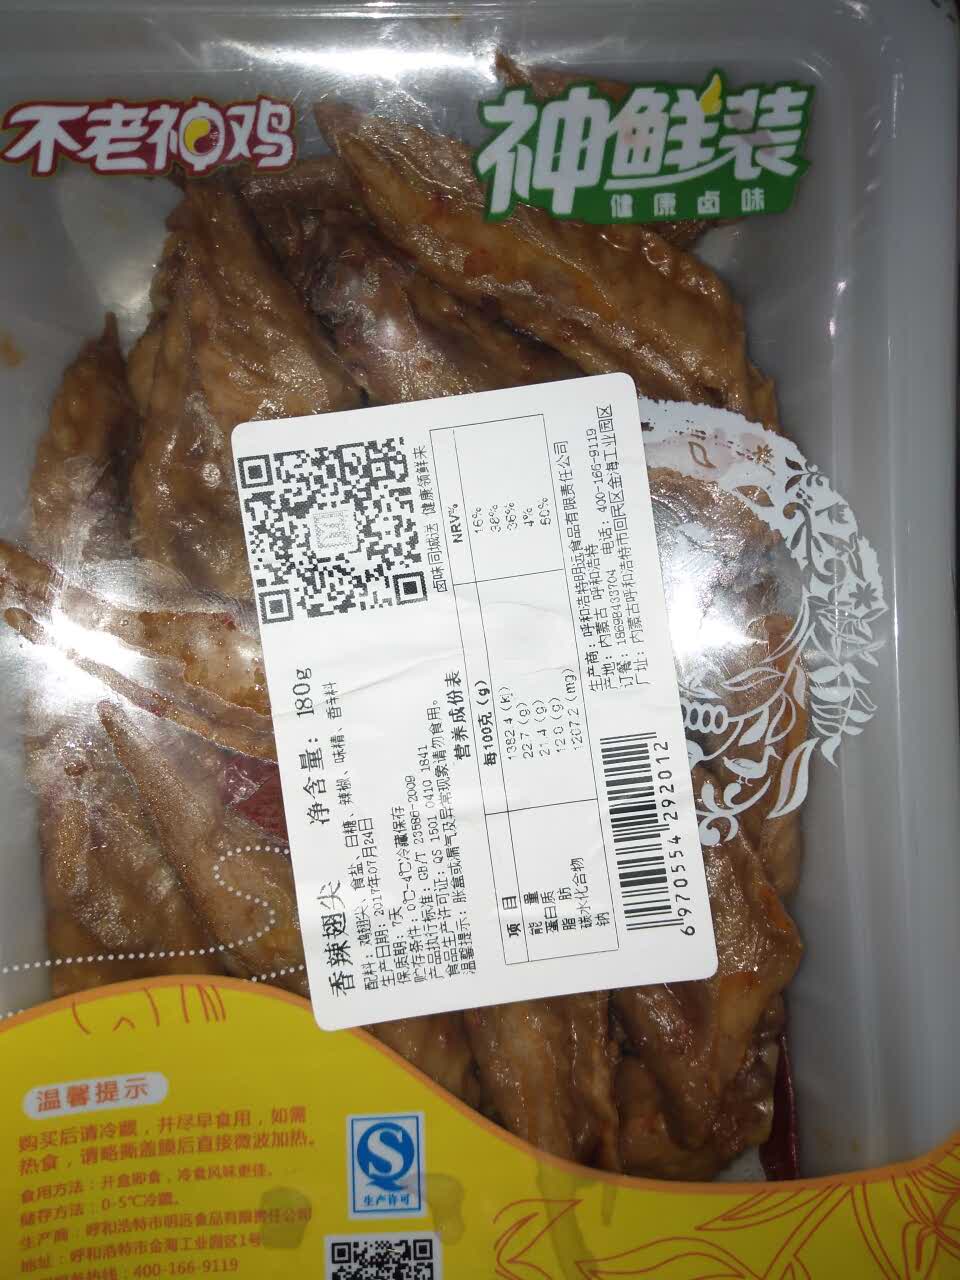 不老神鸡
神鲜装
健康卤味
香辣翅尖 净含量：180g
配料：鸡翅尖、食盐、白糖、辣椒、味精、香辛料
生产日期：2017年07月24日
保质期：7天
贮存条件：0℃-4℃冷藏保存
产品执行标准：GB/T 23586-2009
食品生产许可证：QS 1501 0410 1841
温馨提示：胀盒或漏气及异常现象请勿食用。
卤味同城送 健康领鲜来
营养成份表
项目 每100克(g) NRV%
能量 1382.4(kj) 16%
蛋白质 22.7(g) 38%
脂肪 21.4(g) 36%
碳水化合物 12.0(g) 4%
钠 1207.2(mg) 60%
生产商：呼和浩特明远食品有限责任公司
产地：内蒙古 呼和浩特
订餐：18698433704 电话：400-166-9119
厂址：内蒙古呼和浩特市回民区金海工业园区
6970554292012
温馨提示
购买后请冷藏，并尽早食用，如需
热食，请略撕盖膜后直接微波加热。
食用方法：开盒即食，冷食风味更佳。
储存方法：0-5℃冷藏。
生产商：呼和浩特市明远食品有限责任公司
地址：呼和浩特市金海工业园区1号
热线：400-166-9119
生产许可